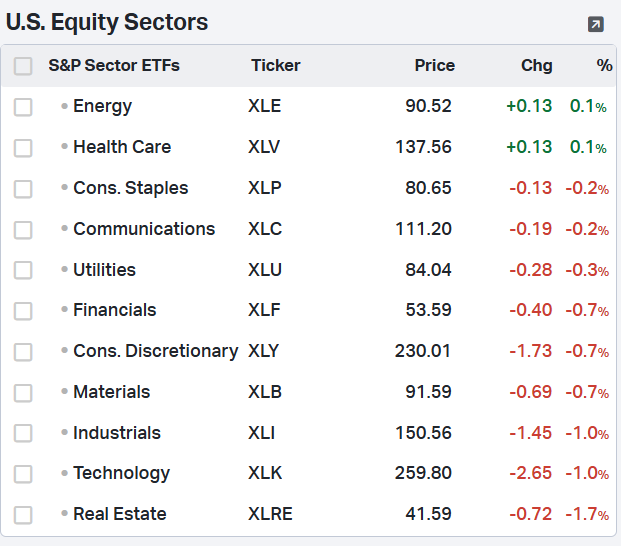 U.S. Equity Sectors
S&P Sector ETFs Ticker Price Chg %
Energy XLE 90.52 +0.13 0.1%
Health Care XLV 137.56 +0.13 0.1%
Cons. Staples XLP 80.65 -0.13 -0.2%
Communications XLC 111.20 -0.19 -0.2%
Utilities XLU 84.04 -0.28 -0.3%
Financials XLF 53.59 -0.40 -0.7%
Cons. Discretionary XLY 230.01 -1.73 -0.7%
Materials XLB 91.59 -0.69 -0.7%
Industrials XLI 150.56 -1.45 -1.0%
Technology XLK 259.80 -2.65 -1.0%
Real Estate XLRE 41.59 -0.72 -1.7%